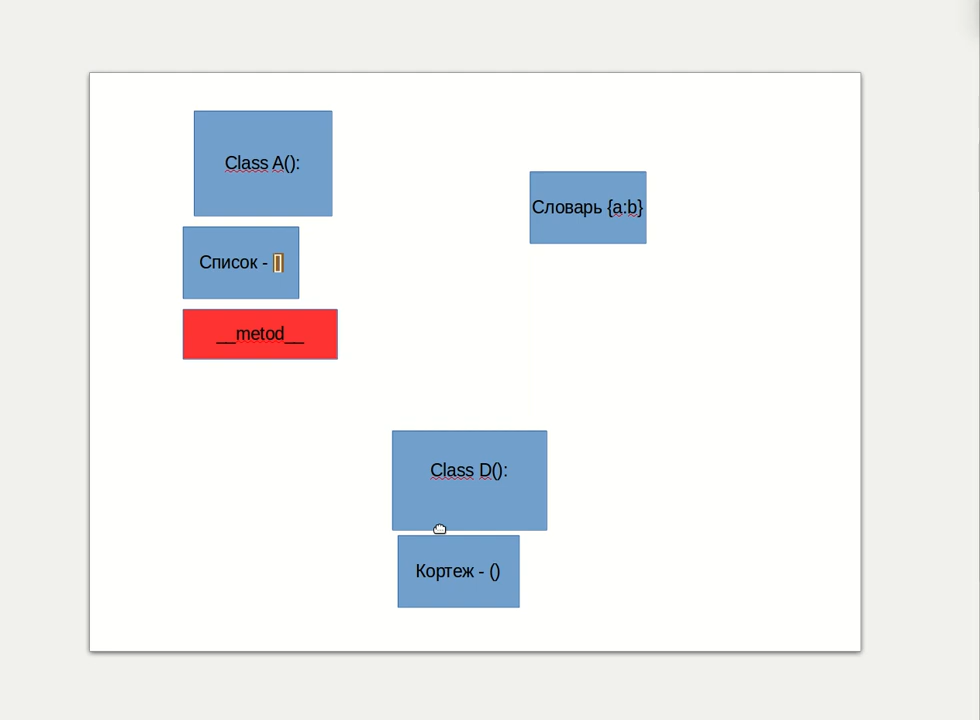 Class A():
Словарь {a:b}
Список - []
__metod__
Class D():
Кортеж - ()